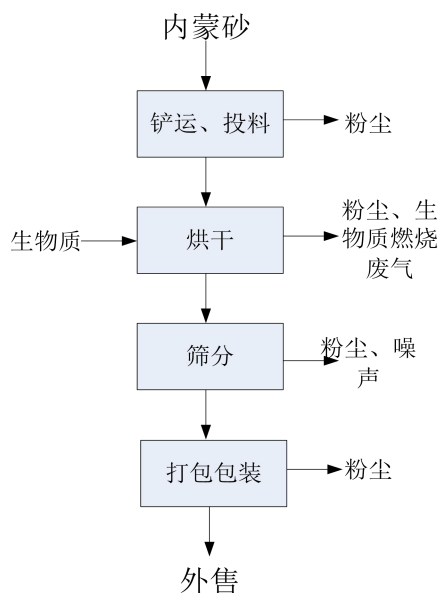 内蒙砂
铲运、投料
粉尘
生物质
烘干
粉尘、生
物质燃烧
废气
筛分
粉尘、噪
声
打包包装
粉尘
外售